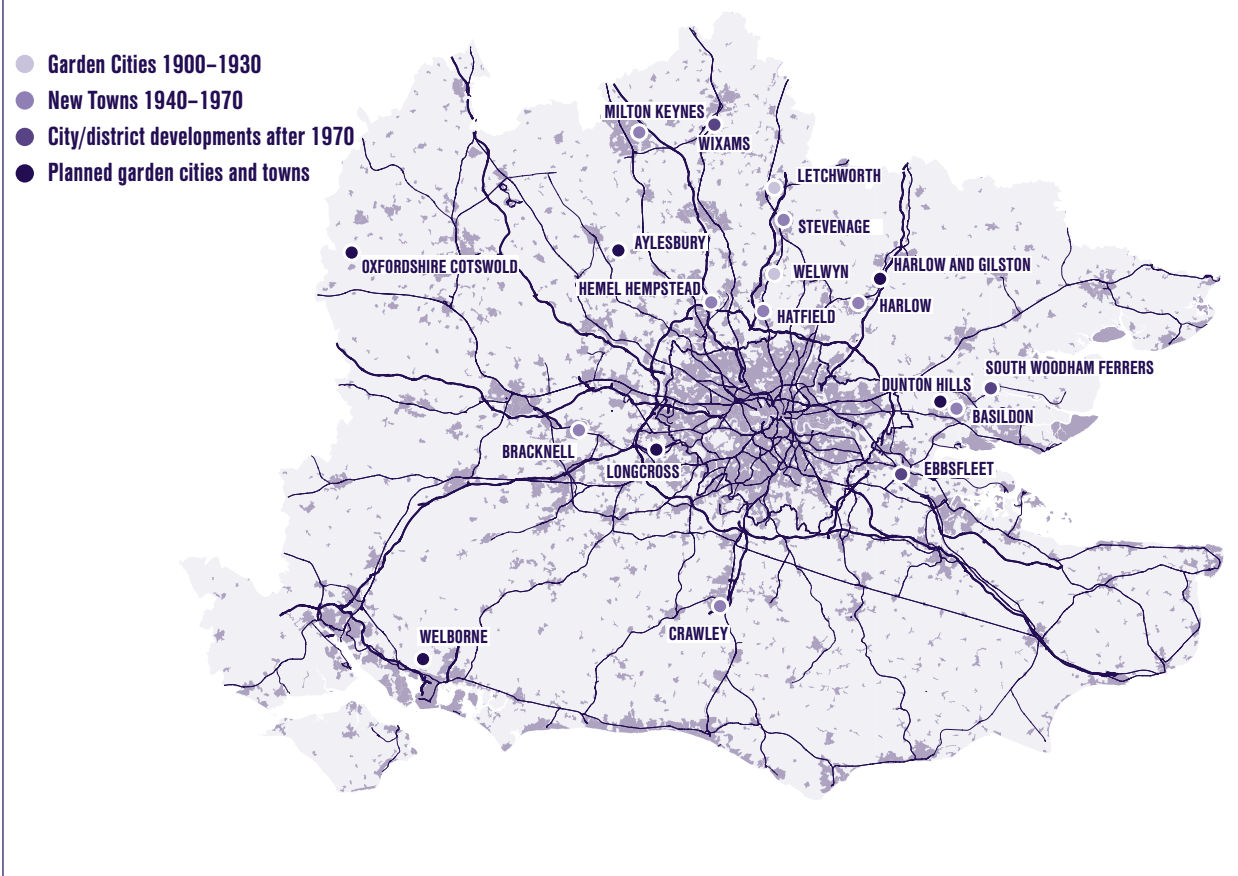 Garden Cities 1900–1930
New Towns 1940–1970
City/district developments after 1970
Planned garden cities and towns
MILTON KEYNES
WIXAMS
LETCHWORTH
STEVENAGE
AYLESBURY
OXFORDSHIRE COTSWOLD
WELWYN
HARLOW AND GILSTON
HEMEL HEMPSTEAD
HATFIELD
HARLOW
SOUTH WOODHAM FERRERS
DUNTON HILLS
BASILDON
BRACKNELL
LONGCROSS
EBBSFLEET
CRAWLEY
WELBORNE